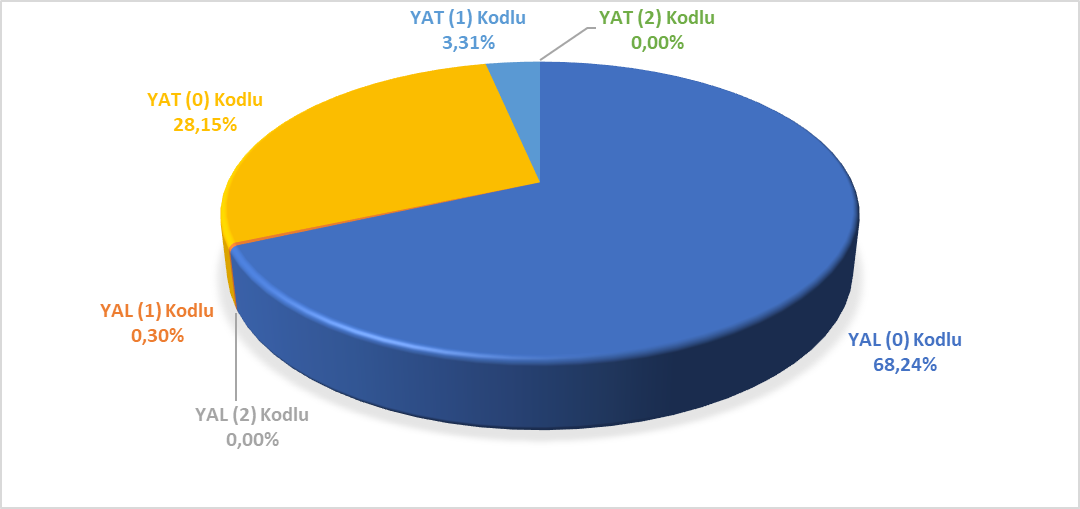 YAT (1) Kodlu
3,31%
YAT (2) Kodlu
0,00%
YAT (0) Kodlu
28,15%
YAL (1) Kodlu
0,30%
YAL (0) Kodlu
68,24%
YAL (2) Kodlu
0,00%